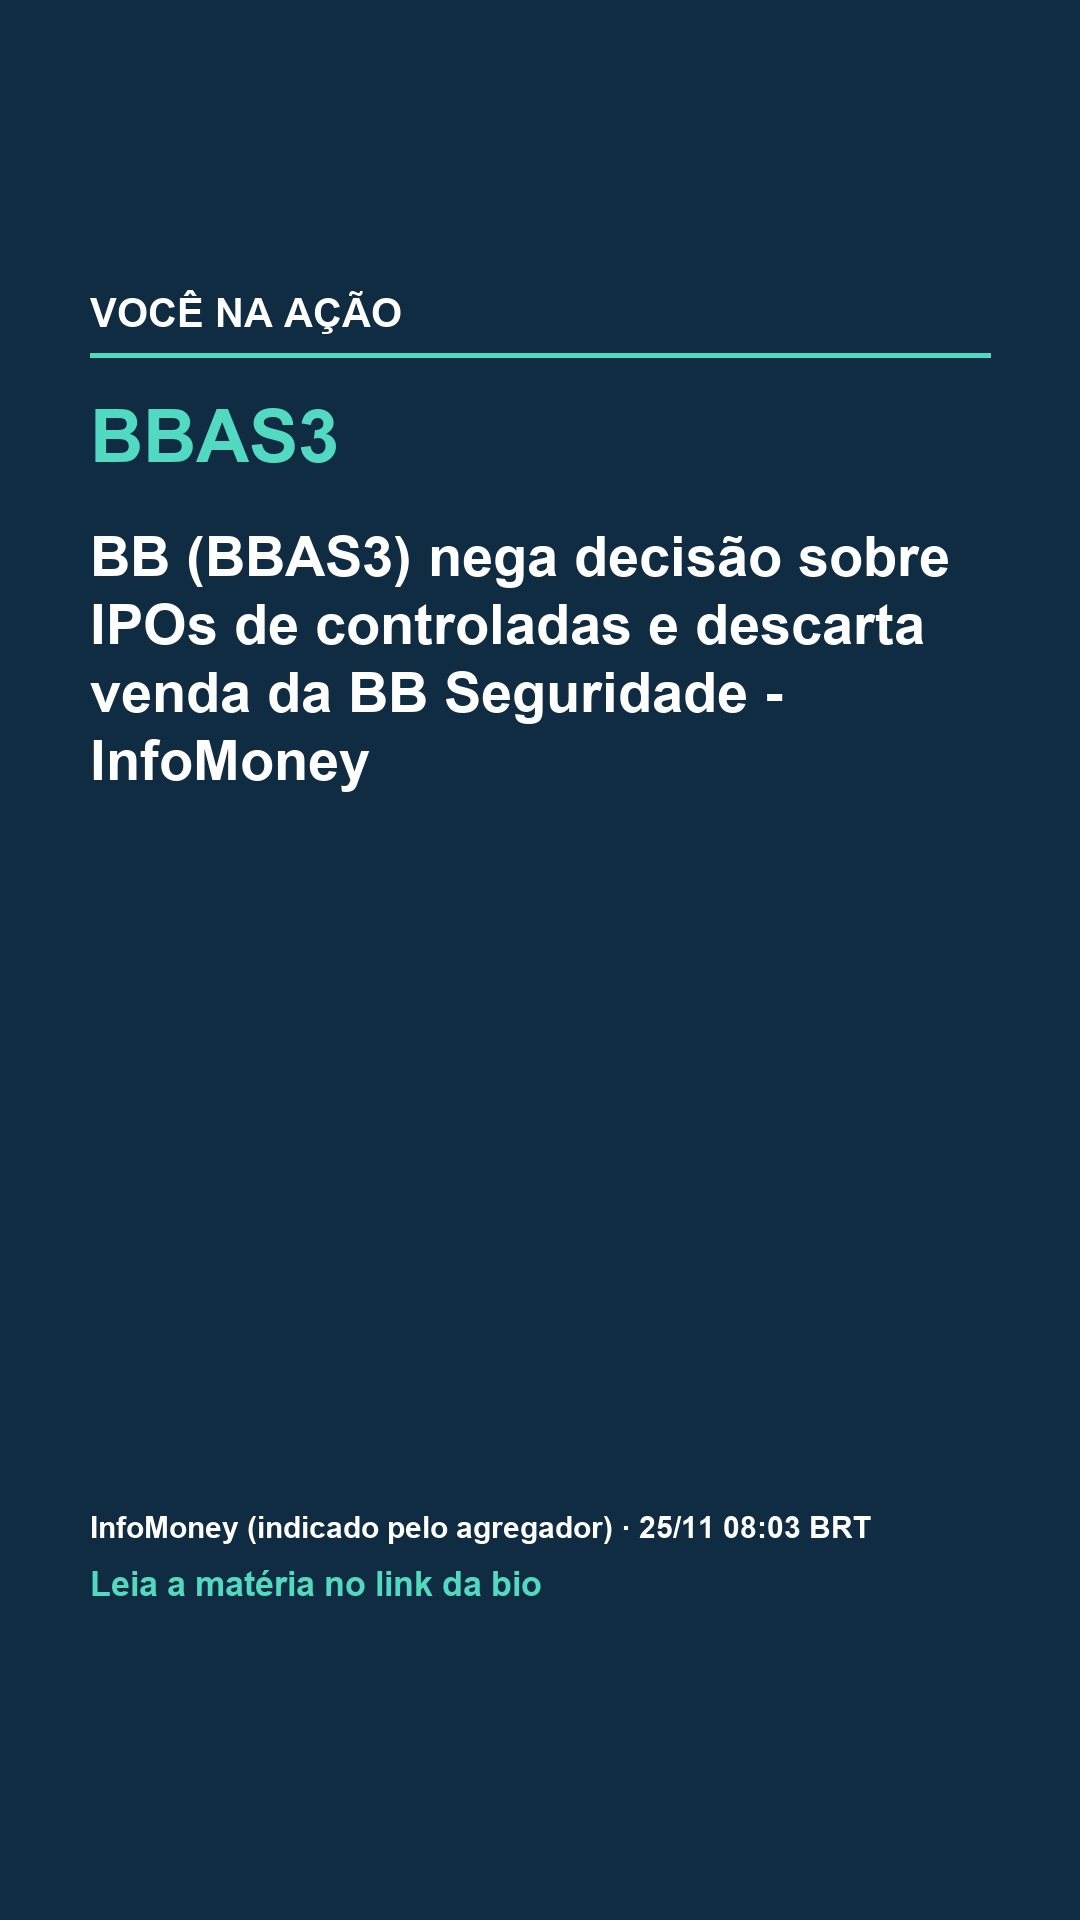 VOCÊ NA AÇÃO
BBAS3
BB (BBAS3) nega decisão sobre
IPOs de controladas e descarta
venda da BB Seguridade -
InfoMoney
InfoMoney (indicado pelo agregador) · 25/11 08:03 BRT
Leia a matéria no link da bio